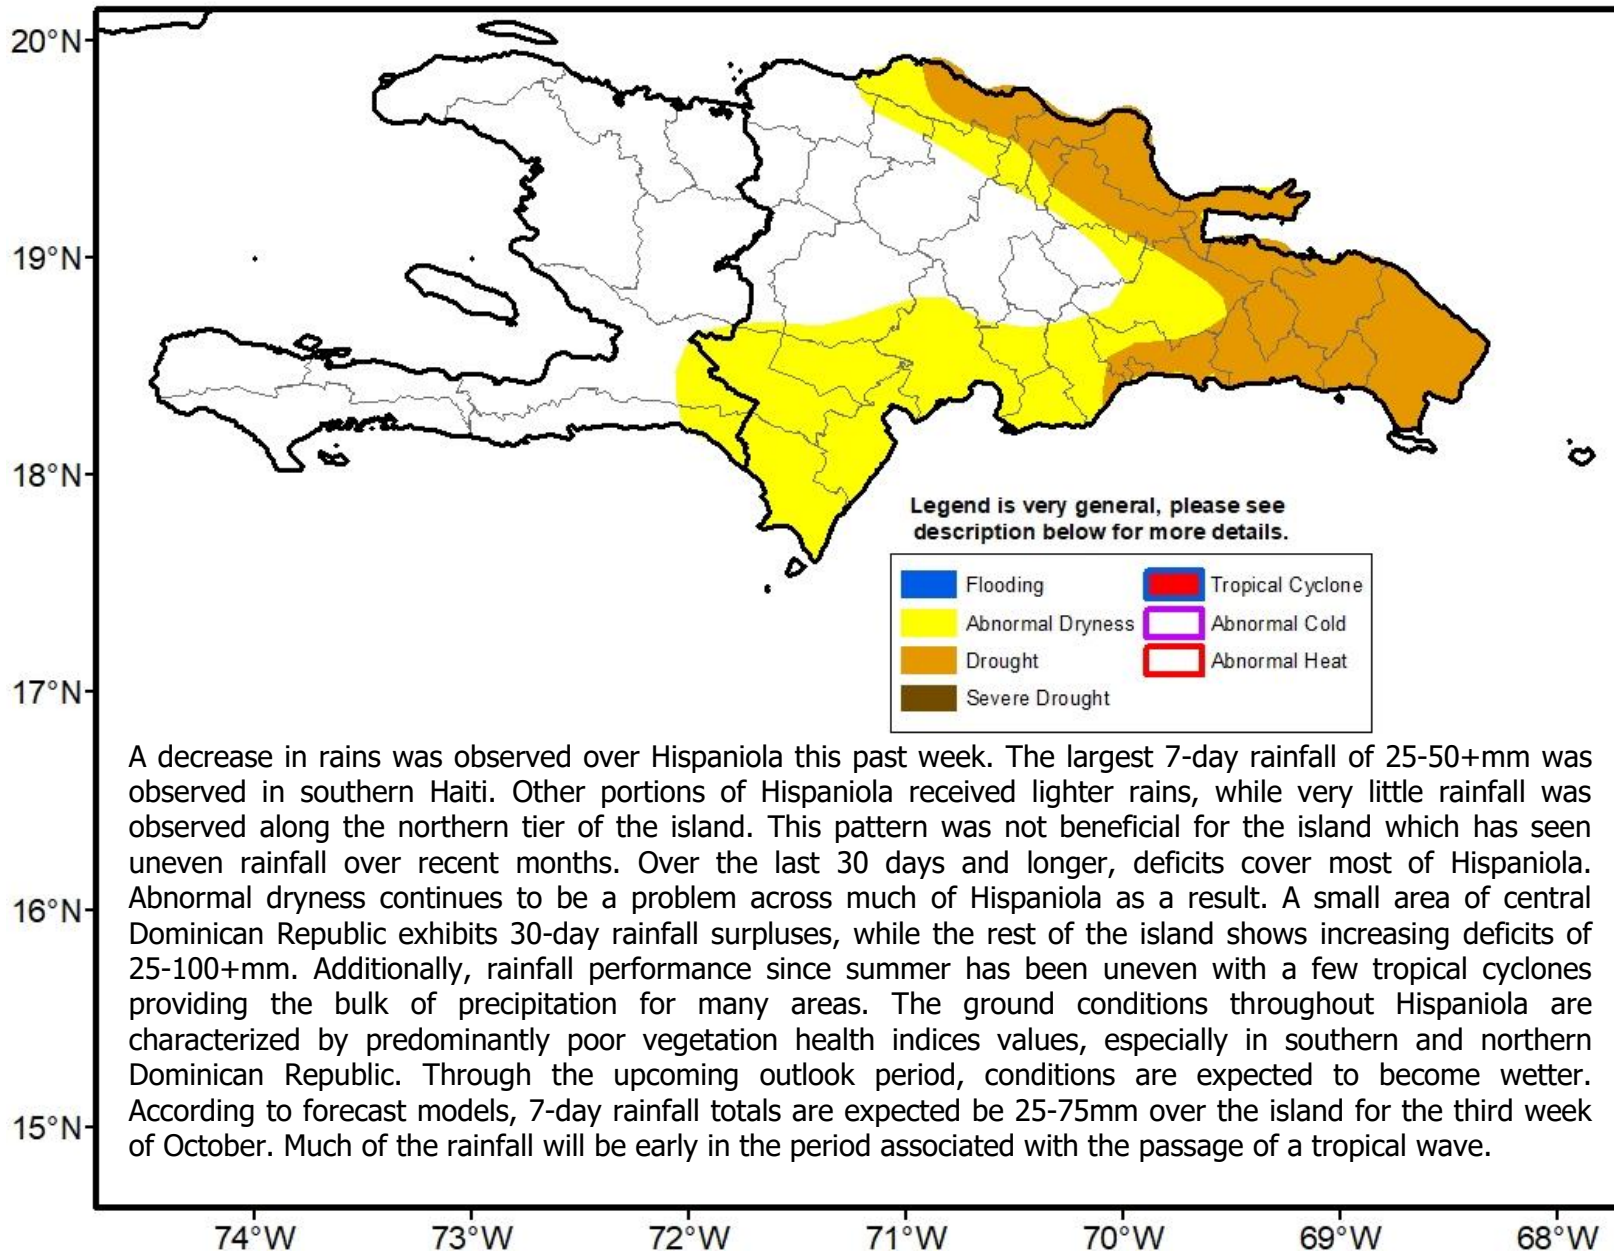 20°N
19°N
18°N
17°N
16°N
15°N
Legend is very general, please see
description below for more details.
Flooding
Tropical Cyclone
Abnormal Dryness
Abnormal Cold
Drought
Abnormal Heat
Severe Drought
A decrease in rains was observed over Hispaniola this past week. The largest 7-day rainfall of 25-50+mm was
observed in southern Haiti. Other portions of Hispaniola received lighter rains, while very little rainfall was
observed along the northern tier of the island. This pattern was not beneficial for the island which has seen
uneven rainfall over recent months. Over the last 30 days and longer, deficits cover most of Hispaniola.
Abnormal dryness continues to be a problem across much of Hispaniola as a result. A small area of central
Dominican Republic exhibits 30-day rainfall surpluses, while the rest of the island shows increasing deficits of
25-100+mm. Additionally, rainfall performance since summer has been uneven with a few tropical cyclones
providing the bulk of precipitation for many areas. The ground conditions throughout Hispaniola are
characterized by predominantly poor vegetation health indices values, especially in southern and northern
Dominican Republic. Through the upcoming outlook period, conditions are expected to become wetter.
According to forecast models, 7-day rainfall totals are expected be 25-75mm over the island for the third week
of October. Much of the rainfall will be early in the period associated with the passage of a tropical wave.
74°W 73°W 72°W 71°W 70°W 69°W 68°W